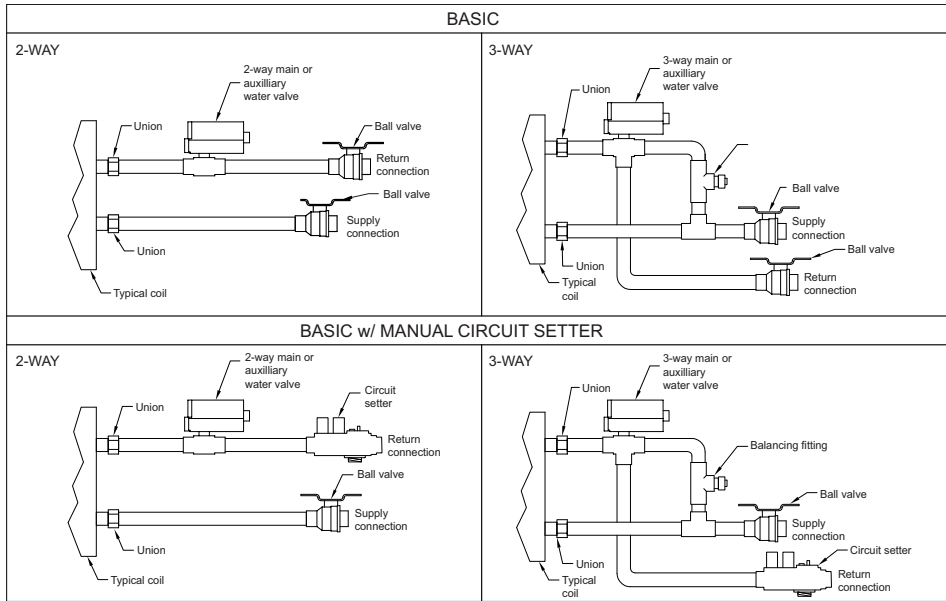 BASIC
2-WAY
2-way main or
auxilliary
water valve
Union
Ball valve
Return
connection
Ball valve
Supply
connection
Union
Typical coil
3-WAY
3-way main or
auxilliary
water valve
Union
Ball valve
Supply
connection
Ball valve
Union
Return
connection
Typical
coil
BASIC w/ MANUAL CIRCUIT SETTER
2-WAY
2-way main or
auxilliary
water valve
Circuit
setter
Union
Return
connection
Ball valve
Supply
connection
Union
Typical coil
3-WAY
3-way main or
auxilliary
water valve
Union
Balancing fitting
Ball valve
Supply
connection
Circuit setter
Union
Return
connection
Typical
coil